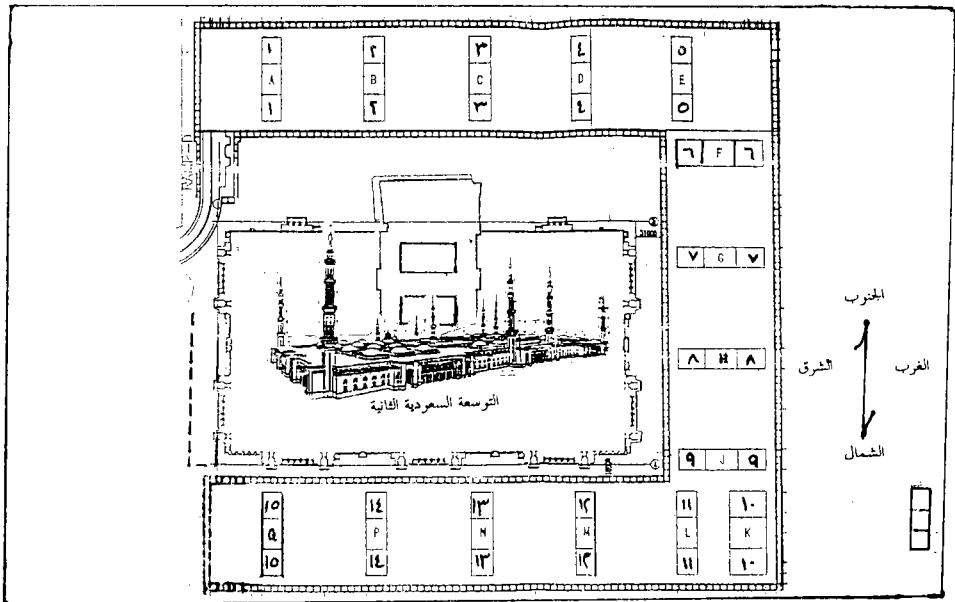 ١ ٢ ٣ ٤ ٥
A B C D E
١ ٢ ٣ ٤ ٥
٦ F ٦
٧ G ٧
الجنوب
٨ H ٨
الشرق الغرب
التوسعة السعودية الثانية
الشمال
٩ J ٩
١٥ ١٤ ١٣ ١٢ ١١ ١٠
Q P N M L K
١٥ ١٤ ١٣ ١٢ ١١ ١٠